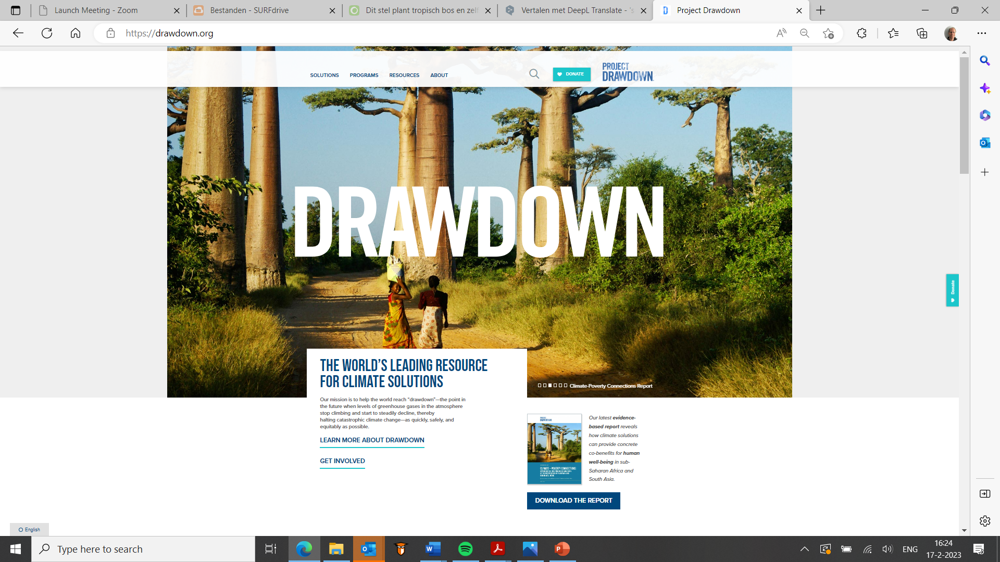 Launch Meeting - Zoom
Bestanden - SURFdrive
Dit stel plant tropisch bos en zelf
Vertalen met DeepL Translate - 's
Project Drawdown
https://drawdown.org
SOLUTIONS
PROGRAMS
RESOURCES
ABOUT
DONATE
PROJECT
DRAWDOWN.
DRAWDOWN
Donate
THE WORLD'S LEADING RESOURCE
FOR CLIMATE SOLUTIONS
Climate-Poverty Connections Report
Our mission is to help the world reach "drawdown"—the point in
the future when levels of greenhouse gases in the atmosphere
stop climbing and start to steadily decline, thereby
halting catastrophic climate change—as quickly, safely, and
equitably as possible.
LEARN MORE ABOUT DRAWDOWN
GET INVOLVED
PROJECT
DRAWDOWN
CLIMATE–POVERTY CONNECTIONS:
Our latest evidence-
based report reveals
how climate solutions
can provide concrete
co-benefits for human
well-being in sub-
Saharan Africa and
South Asia.
DOWNLOAD THE REPORT
English
Type here to search
ENG
16:24
17-2-2023